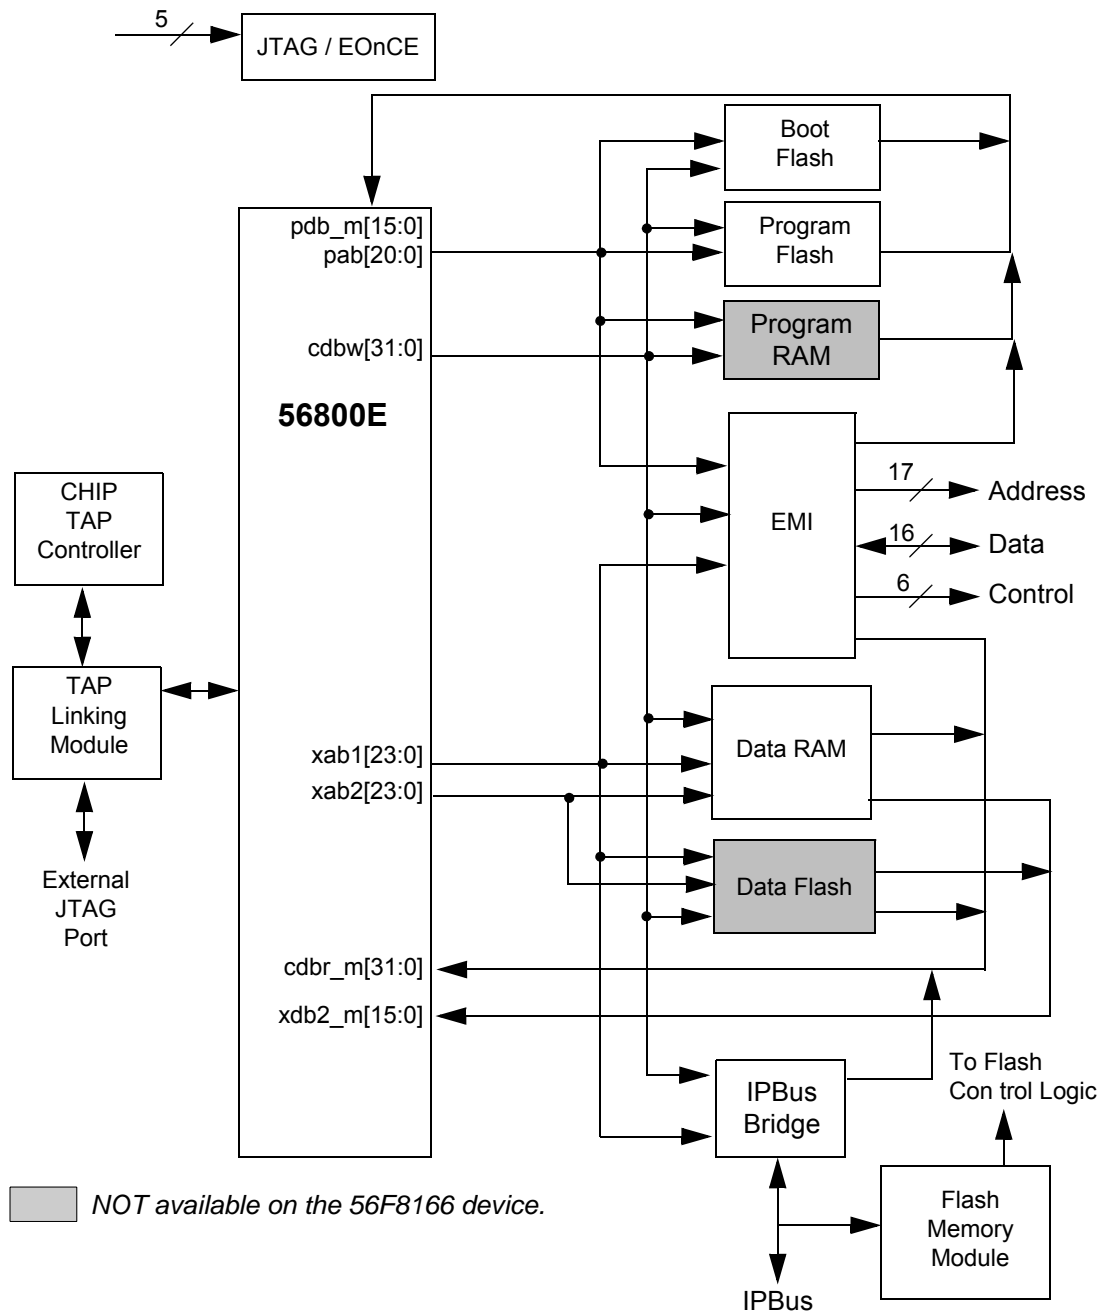 5
JTAG / EOnCE
Boot
Flash
pdb_m[15:0]
pab[20:0]
Program
Flash
cdbw[31:0]
Program
RAM
56800E
CHIP
TAP
Controller
EMI
17
Address
16
Data
6
Control
TAP
Linking
Module
xab1[23:0]
xab2[23:0]
Data RAM
External
JTAG
Port
Data Flash
cdbr_m[31:0]
xdb2_m[15:0]
To Flash
Con trol Logic
IPBus
Bridge
NOT available on the 56F8166 device.
Flash
Memory
Module
IPBus